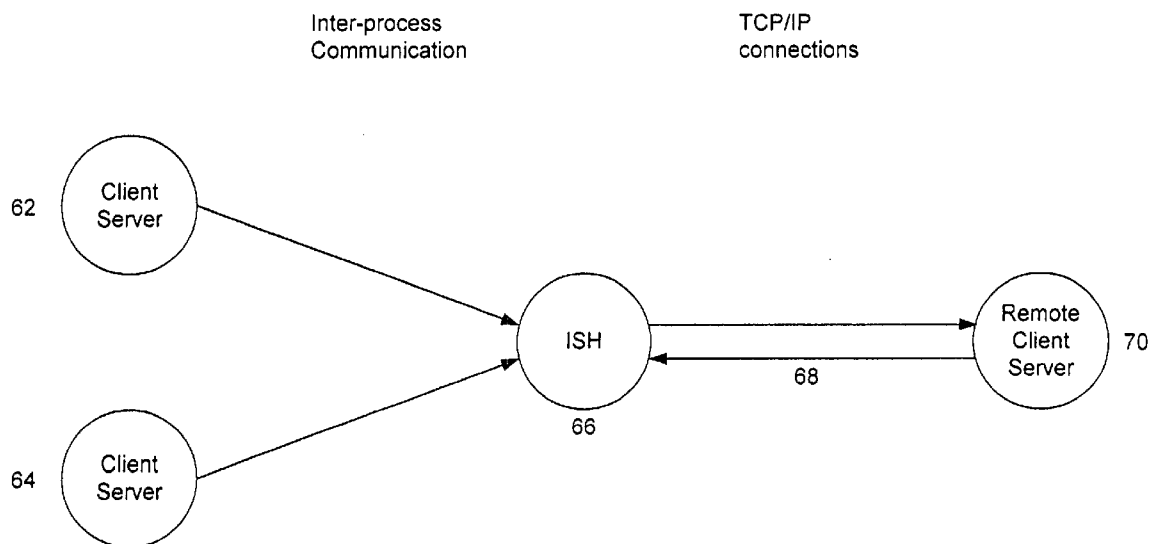 Inter-process
Communication
TCP/IP
connections
62
Client
Server
ISH
66
68
Remote
Client
Server
70
64
Client
Server